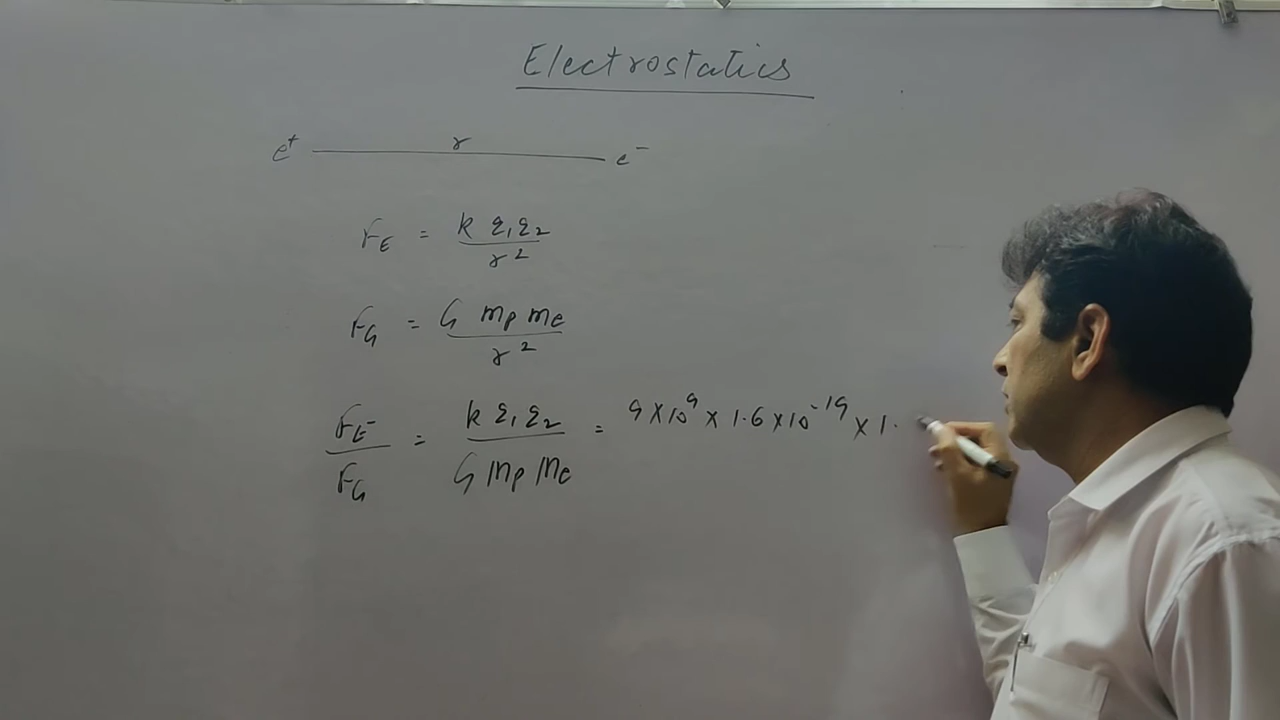 Electrostatics
e⁺ r e⁻
F_E = k q₁q₂ / r²
F_G = G m_p m_e / r²
F_E / F_G = k q₁q₂ / G m_p m_e = 9×10⁹ × 1.6×10⁻¹⁹ × 1.